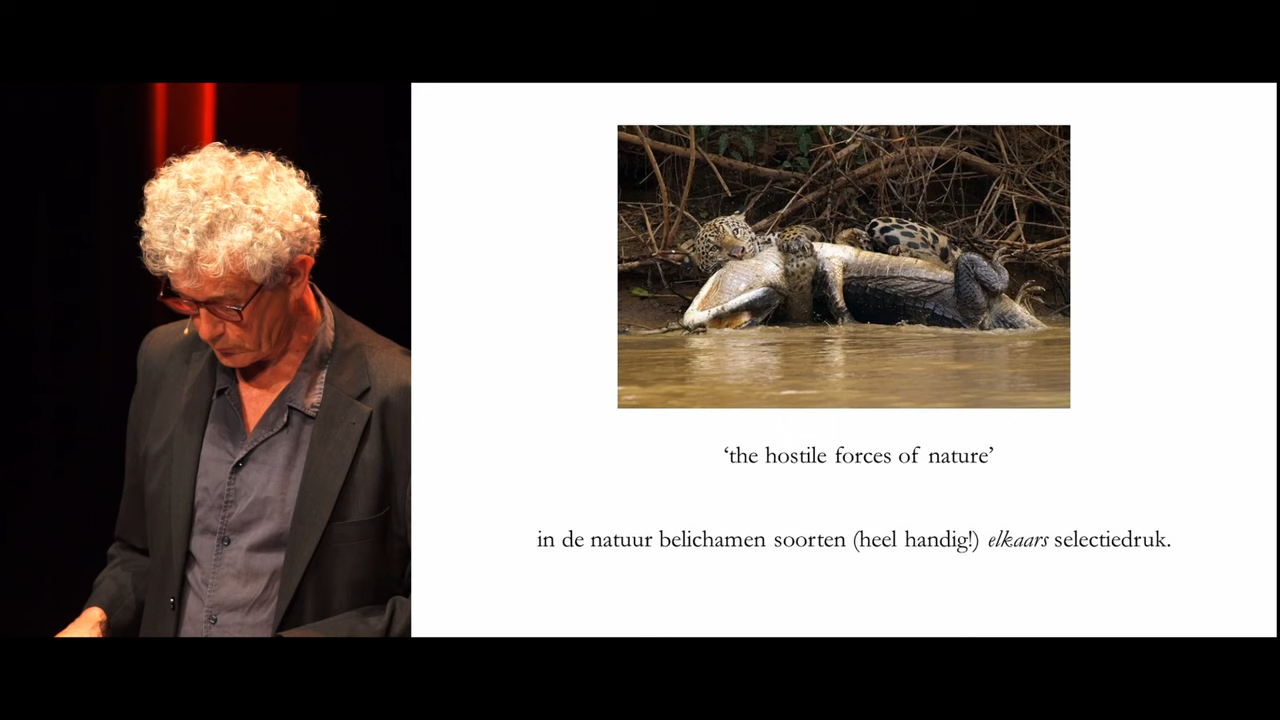 ‘the hostile forces of nature’
in de natuur belichamen soorten (heel handig!) elkaars selectiedruk.